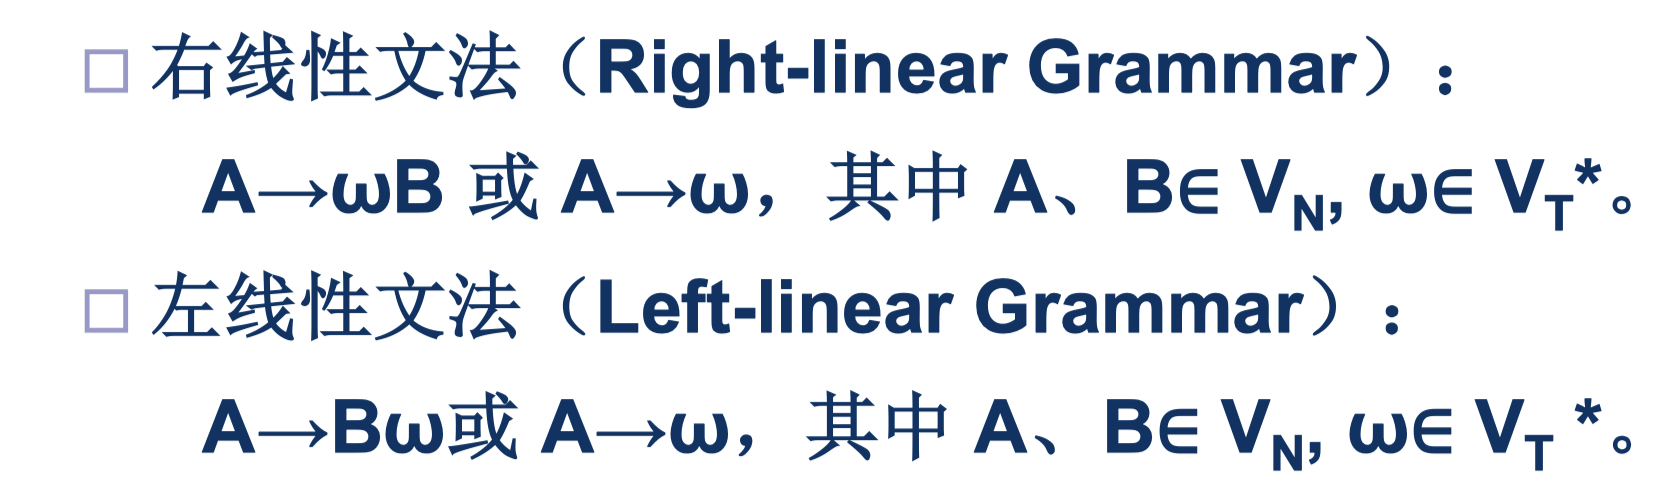 □ 右线性文法（Right-linear Grammar）：
A→ωB 或 A→ω，其中 A、B∈ V_N, ω∈ V_T*。
□ 左线性文法（Left-linear Grammar）：
A→Bω或 A→ω，其中 A、B∈ V_N, ω∈ V_T *。